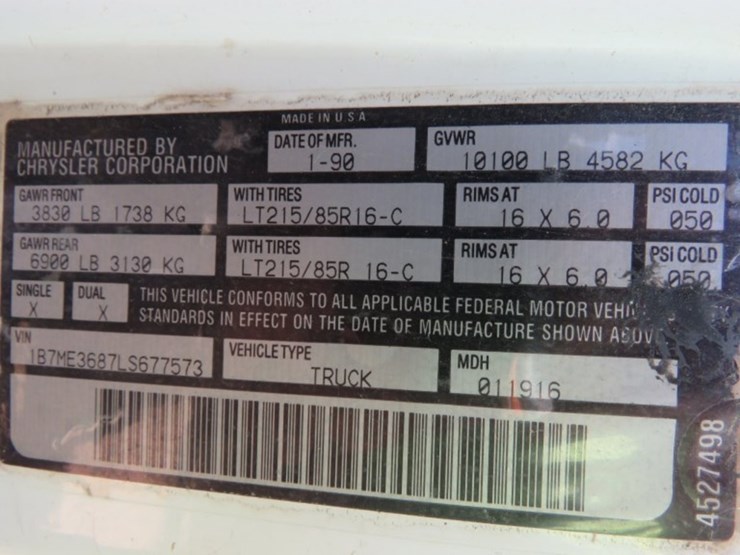 MADE IN U S A
MANUFACTURED BY
CHRYSLER CORPORATION
DATE OF MFR.
1-90
GVWR
10100 LB 4582 KG
GAWR FRONT
3830 LB 1738 KG
WITH TIRES
LT215/85R16-C
RIMS AT
16 X 6.0
PSI COLD
050
GAWR REAR
6900 LB 3130 KG
WITH TIRES
LT215/85R 16-C
RIMS AT
16 X 6.0
PSI COLD
050
SINGLE
X
DUAL
X
THIS VEHICLE CONFORMS TO ALL APPLICABLE FEDERAL MOTOR
STANDARDS IN EFFECT ON THE DATE OF MANUFACTURE SHOWN
VIN
1B7ME3687LS677573
VEHICLE TYPE
TRUCK
MDH
011916
4527498